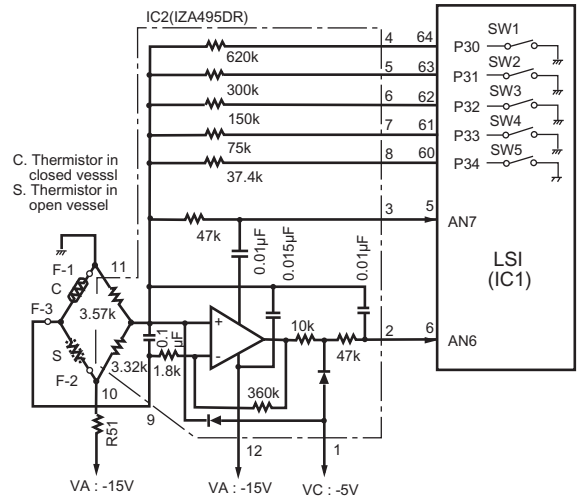 IC2(IZA495DR)
4 64
620k
P30 SW1
5 63
300k
P31 SW2
6 62
150k
P32 SW3
7 61
75k
P33 SW4
8 60
37.4k
P34 SW5
C. Thermistor in
closed vesssl
S. Thermistor in
open vessel
3 5
47k
AN7
0.01µF
0.015µF
0.01µF
LSI
(IC1)
F-1
11
C
F-3
3.57k
S
3.32k
F-2
10
0.1
µF
1.8k
+
-
10k
47k
2 6
AN6
360k
R51
9
12
1
VA : -15V
VA : -15V
VC : -5V